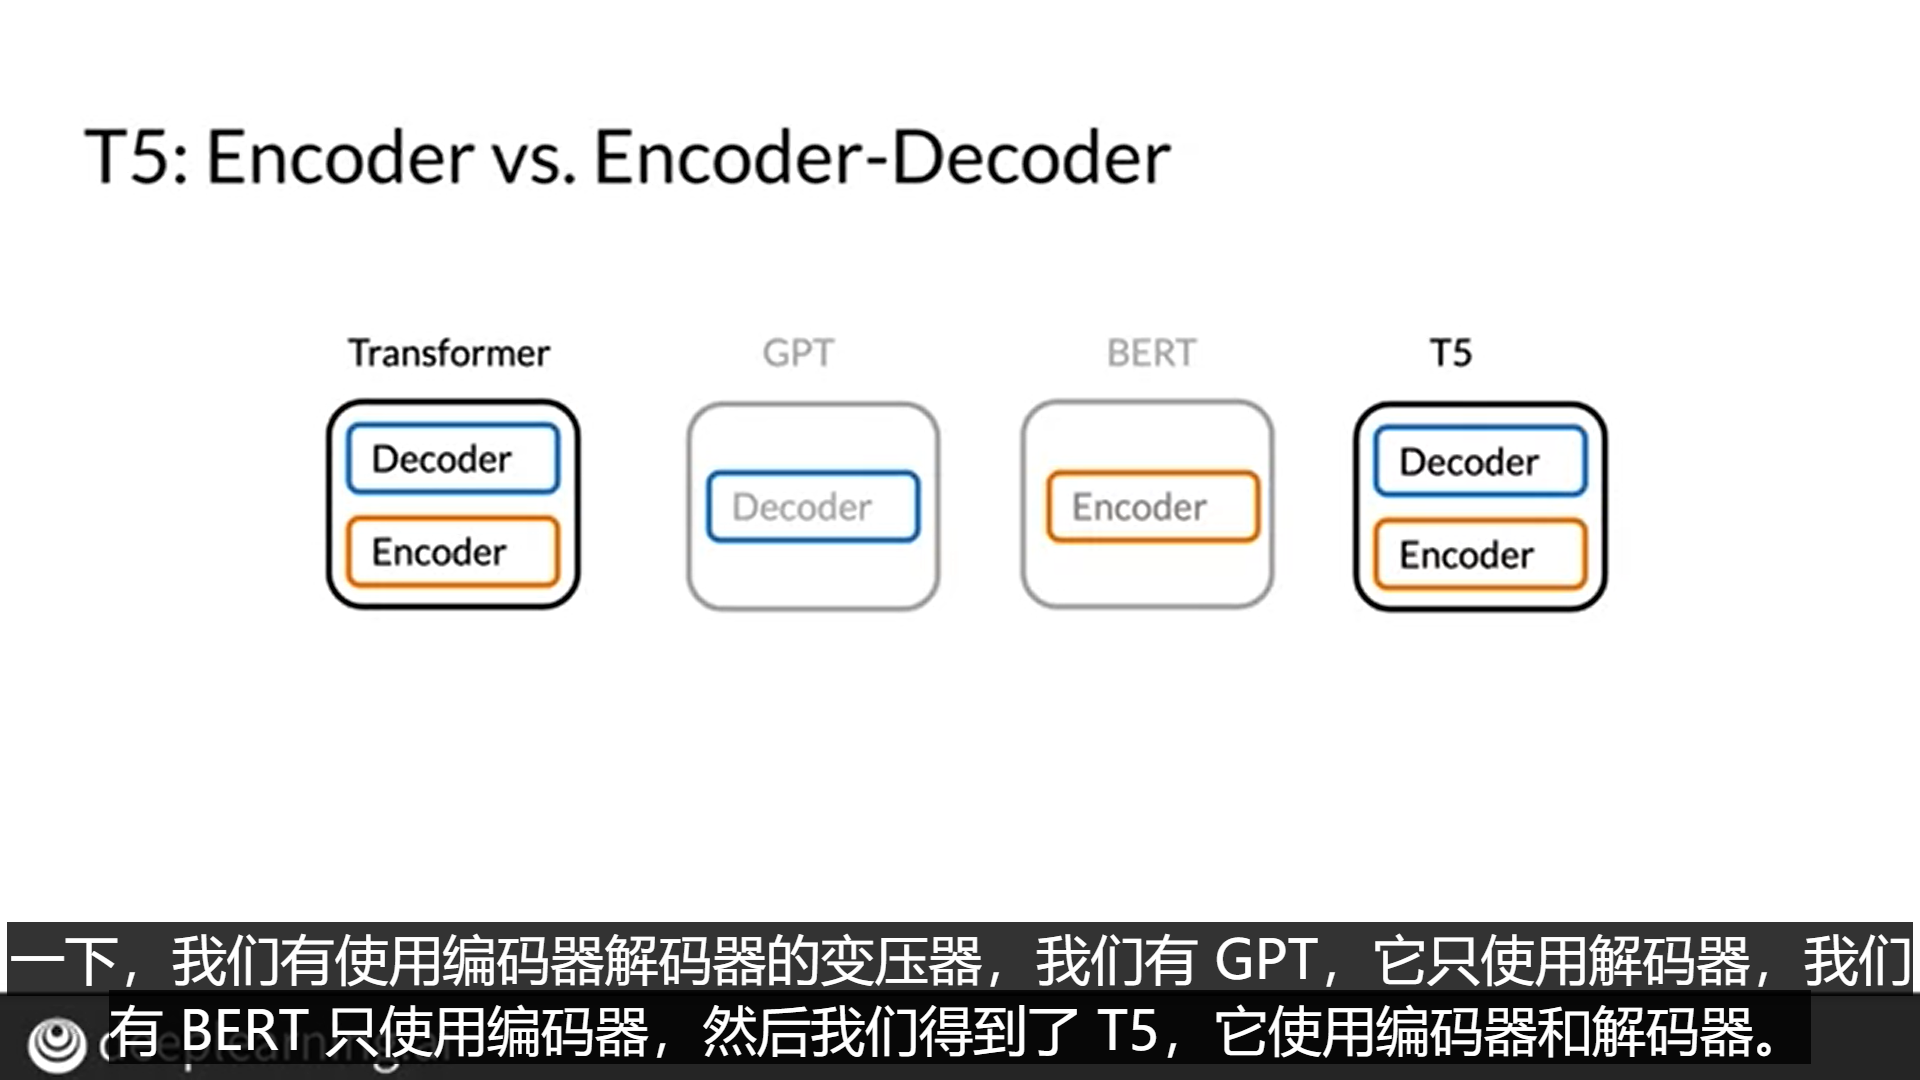 T5: Encoder vs. Encoder-Decoder
Transformer
GPT
BERT
T5
Decoder
Encoder
Decoder
Encoder
Decoder
Encoder
一下，我们有使用编码器解码器的变压器，我们有 GPT，它只使用解码器，我们
有 BERT 只使用编码器，然后我们得到了 T5，它使用编码器和解码器。